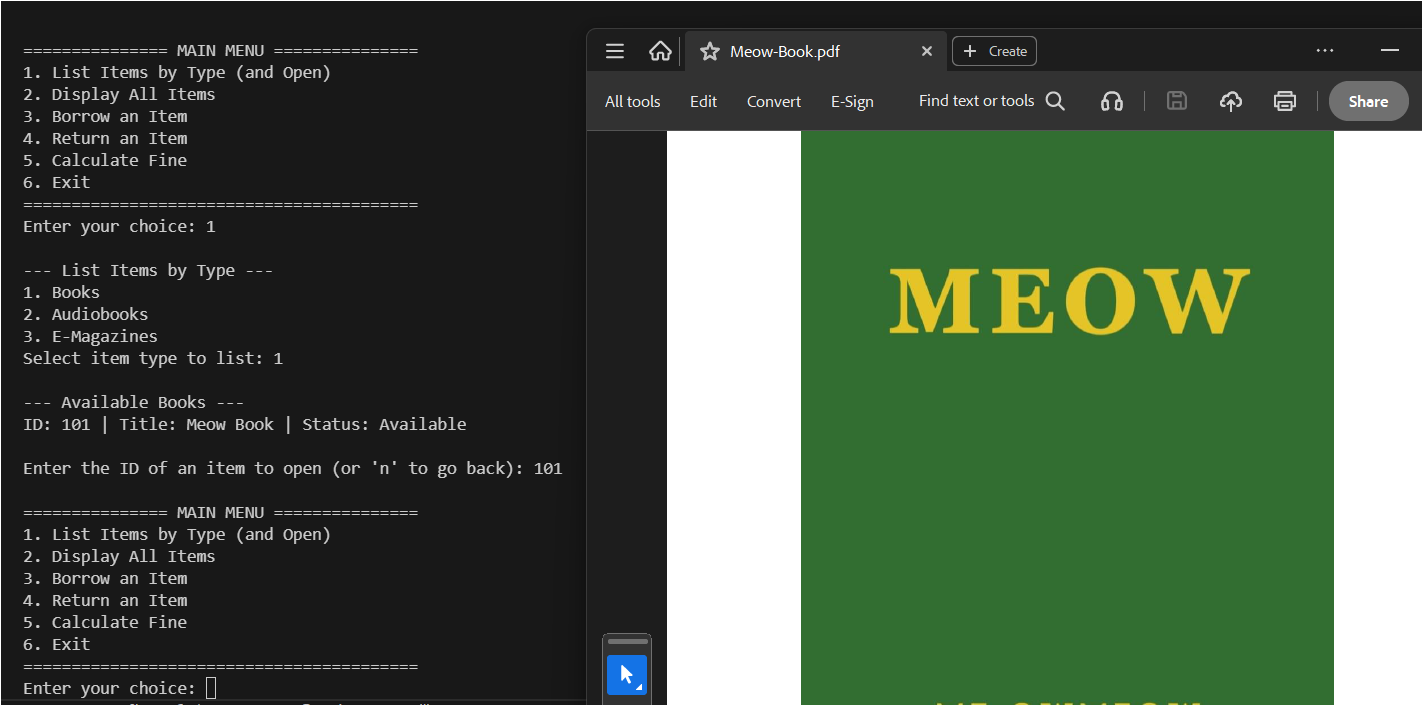 =============== MAIN MENU ===============
1. List Items by Type (and Open)
2. Display All Items
3. Borrow an Item
4. Return an Item
5. Calculate Fine
6. Exit
=========================================
Enter your choice: 1
--- List Items by Type ---
1. Books
2. Audiobooks
3. E-Magazines
Select item type to list: 1
--- Available Books ---
ID: 101 | Title: Meow Book | Status: Available
Enter the ID of an item to open (or 'n' to go back): 101
=============== MAIN MENU ===============
1. List Items by Type (and Open)
2. Display All Items
3. Borrow an Item
4. Return an Item
5. Calculate Fine
6. Exit
=========================================
Enter your choice:
Meow-Book.pdf
Create
All tools Edit Convert E-Sign Find text or tools Share
MEOW